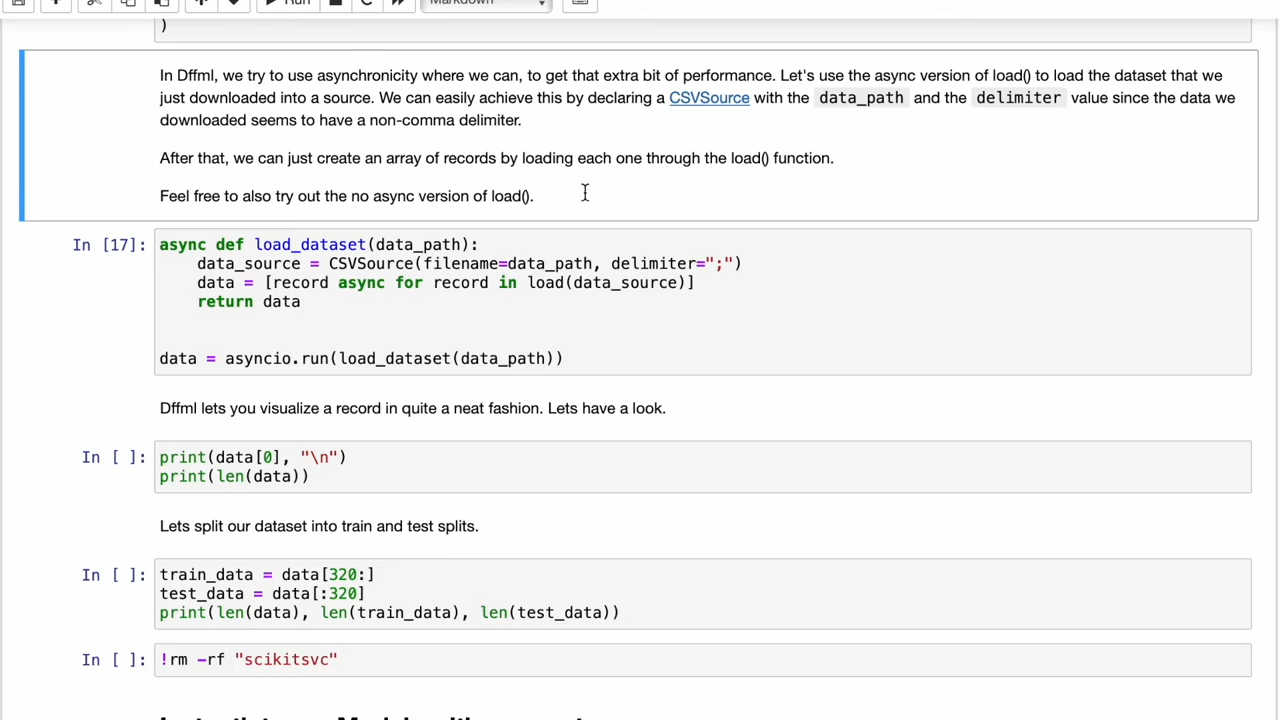 Run
Markdown
)
In Dffml, we try to use asynchronicity where we can, to get that extra bit of performance. Let's use the async version of load() to load the dataset that we
just downloaded into a source. We can easily achieve this by declaring a CSVSource with the data_path and the delimiter value since the data we
downloaded seems to have a non-comma delimiter.
After that, we can just create an array of records by loading each one through the load() function.
Feel free to also try out the no async version of load().
In [17]: async def load_dataset(data_path):
data_source = CSVSource(filename=data_path, delimiter=";")
data = [record async for record in load(data_source)]
return data
data = asyncio.run(load_dataset(data_path))
Dffml lets you visualize a record in quite a neat fashion. Lets have a look.
In [ ]: print(data[0], "\n")
print(len(data))
Lets split our dataset into train and test splits.
In [ ]: train_data = data[320:]
test_data = data[:320]
print(len(data), len(train_data), len(test_data))
In [ ]: !rm -rf "scikitsvc"